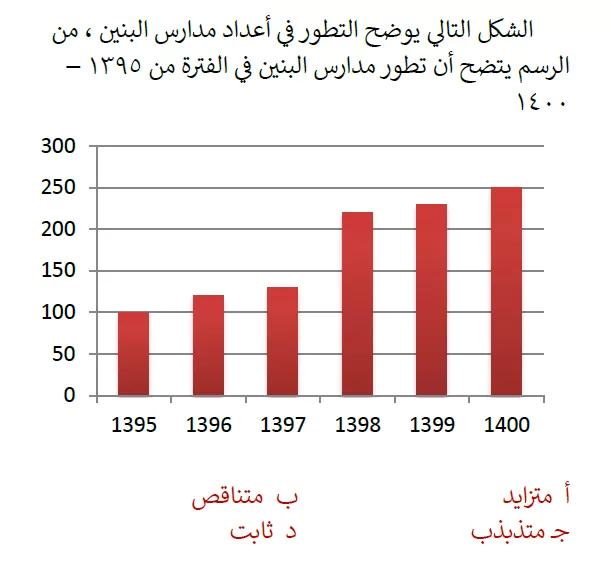 الشكل التالي يوضح التطور في أعداد مدارس البنين ، من
الرسم يتضح أن تطور مدارس البنين في الفترة من ١٣٩٥ –
١٤٠٠
300
250
200
150
100
50
0
1395 1396 1397 1398 1399 1400
أ متزايد ب متناقص
جـ متذبذب د ثابت